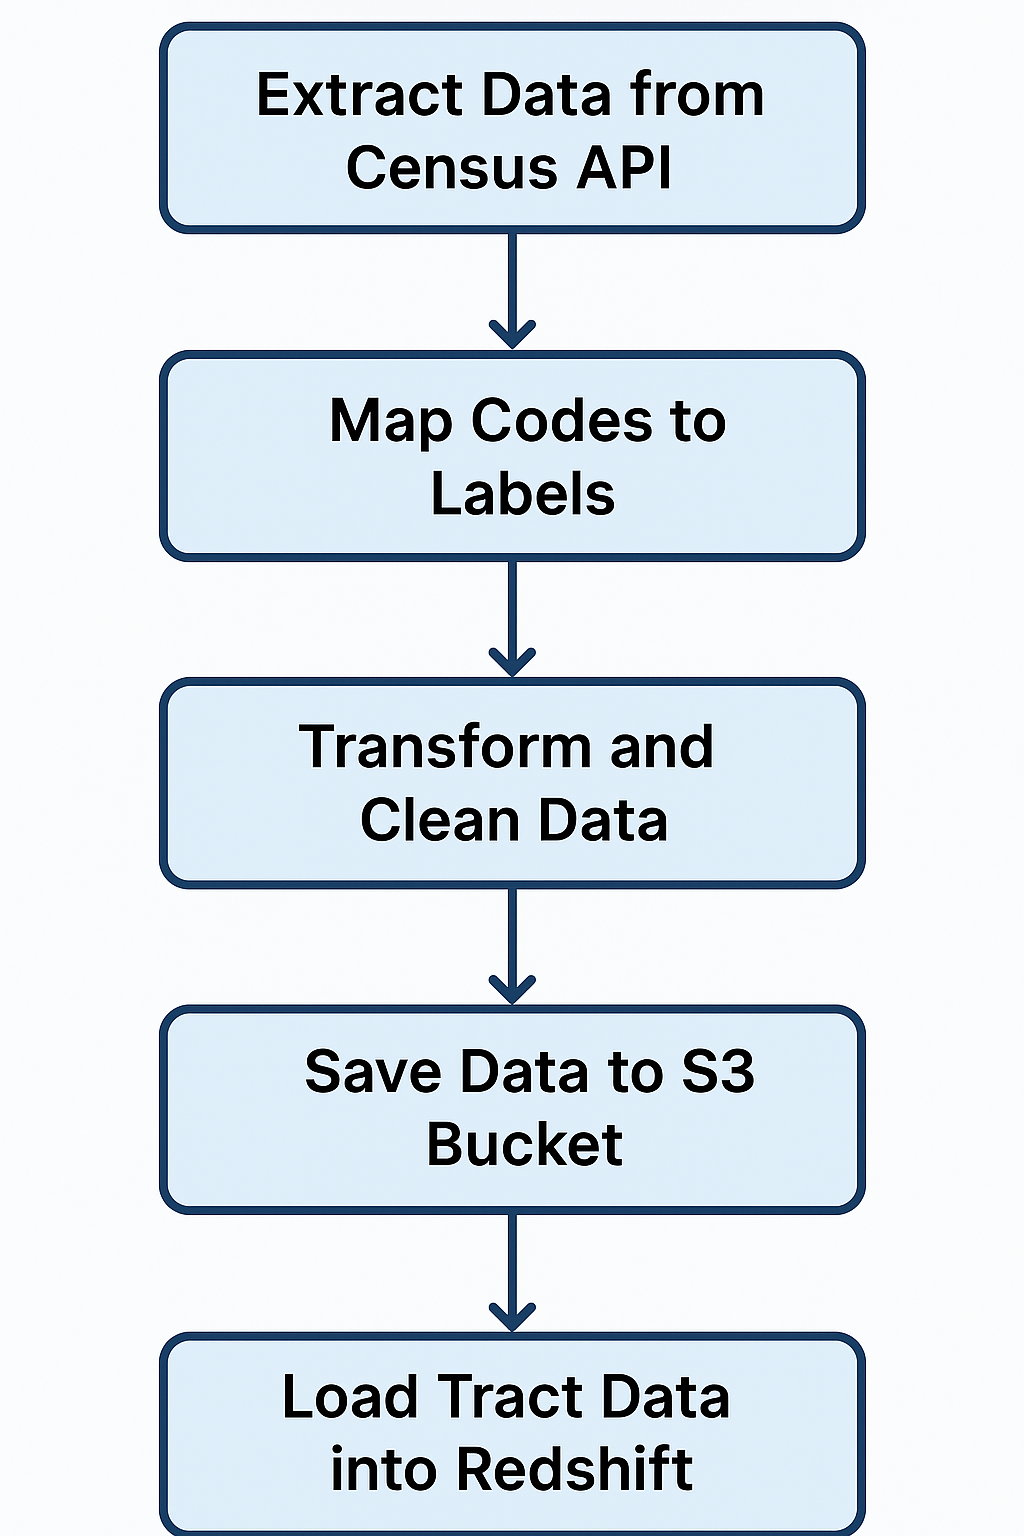 Extract Data from
Census API
Map Codes to
Labels
Transform and
Clean Data
Save Data to S3
Bucket
Load Tract Data
into Redshift